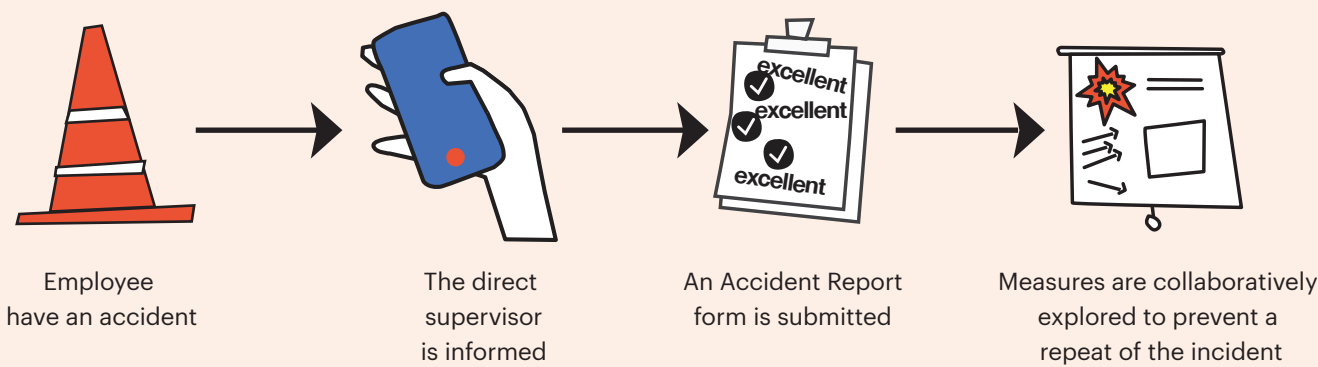 excellent
excellent
excellent
Employee
have an accident
The direct
supervisor
is informed
An Accident Report
form is submitted
Measures are collaboratively
explored to prevent a
repeat of the incident